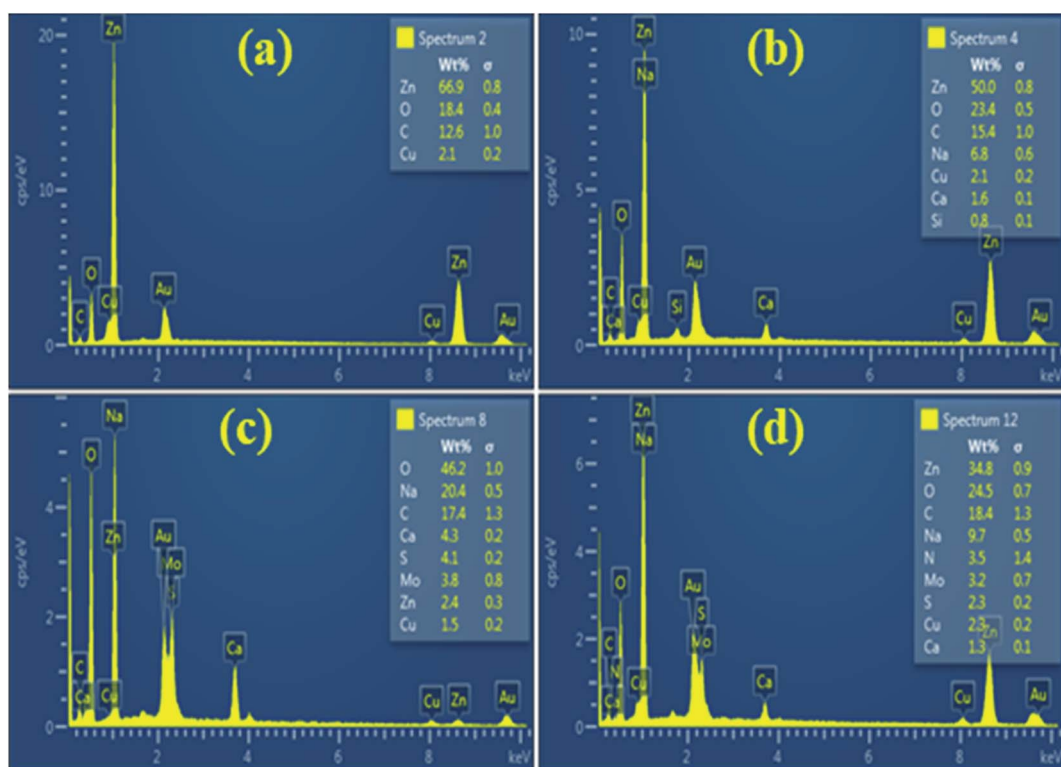 (a)
Spectrum 2
Wt% σ
Zn 66.9 0.8
O 18.4 0.4
C 12.6 1.0
Cu 2.1 0.2
20
10
0
cps/eV
Zn
O
Cu
C
Au
Cu
Zn
Au
2 4 6 8 keV
(b)
Spectrum 4
Wt% σ
Zn 50.0 0.8
O 23.4 0.5
C 15.4 1.0
Na 6.8 0.6
Cu 2.1 0.2
Ca 1.6 0.1
Si 0.8 0.1
10
5
0
cps/eV
Zn
Na
O
C
Ca
Cu
Si
Au
Ca
Cu
Zn
Au
2 4 6 8 keV
(c)
Spectrum 8
Wt% σ
O 46.2 1.0
Na 20.4 0.5
C 17.4 1.3
Ca 4.3 0.2
S 4.1 0.2
Mo 3.8 0.8
Zn 2.4 0.3
Cu 1.5 0.2
4
2
0
cps/eV
Na
O
Zn
C
Ca
Cu
Au
Mo
S
Ca
Cu
Zn
Au
2 4 6 8 keV
(d)
Spectrum 12
Wt% σ
Zn 34.8 0.9
O 24.5 0.7
C 18.4 1.3
Na 9.7 0.5
N 3.5 1.4
Mo 3.2 0.7
S 2.3 0.2
Cu 2.3 0.2
Ca 1.3 0.1
6
4
2
0
cps/eV
Zn
Na
O
C
N
Ca
Cu
Au
S
Mo
Ca
Cu
Zn
Au
2 4 6 8 keV